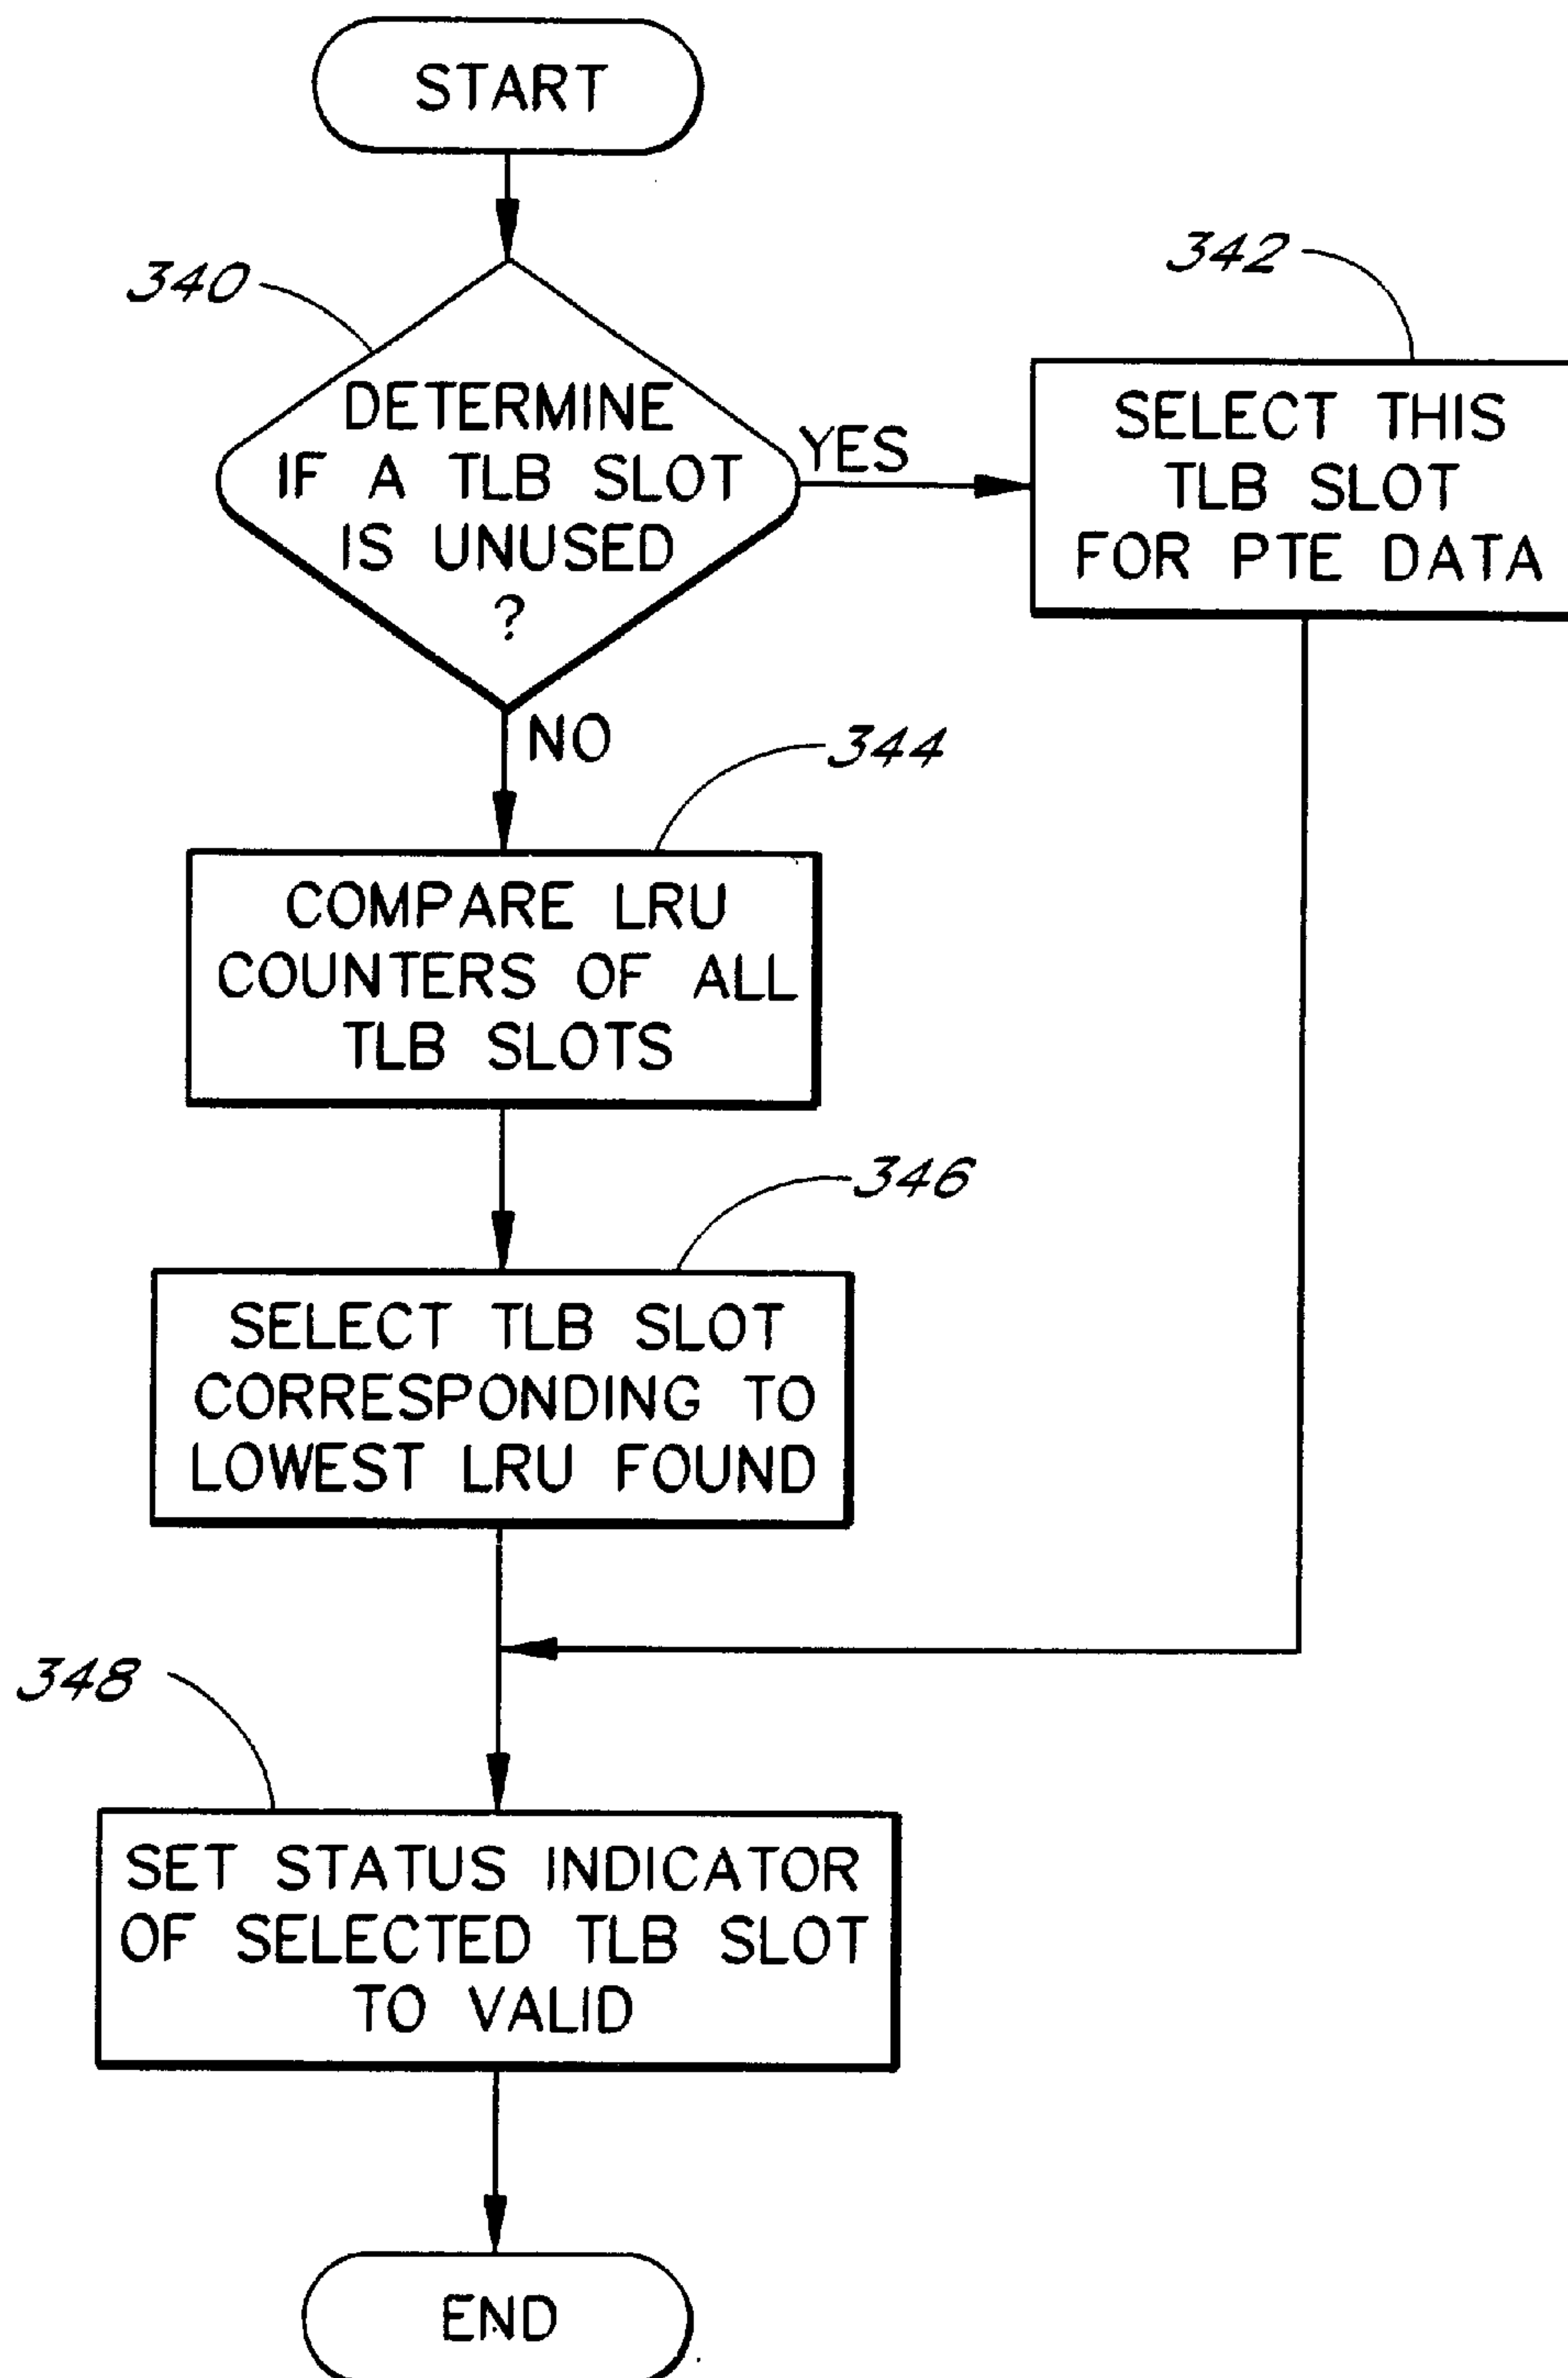 START
340
DETERMINE
IF A TLB SLOT
IS UNUSED
?
YES
342
SELECT THIS
TLB SLOT
FOR PTE DATA
NO
344
COMPARE LRU
COUNTERS OF ALL
TLB SLOTS
346
SELECT TLB SLOT
CORRESPONDING TO
LOWEST LRU FOUND
348
SET STATUS INDICATOR
OF SELECTED TLB SLOT
TO VALID
END